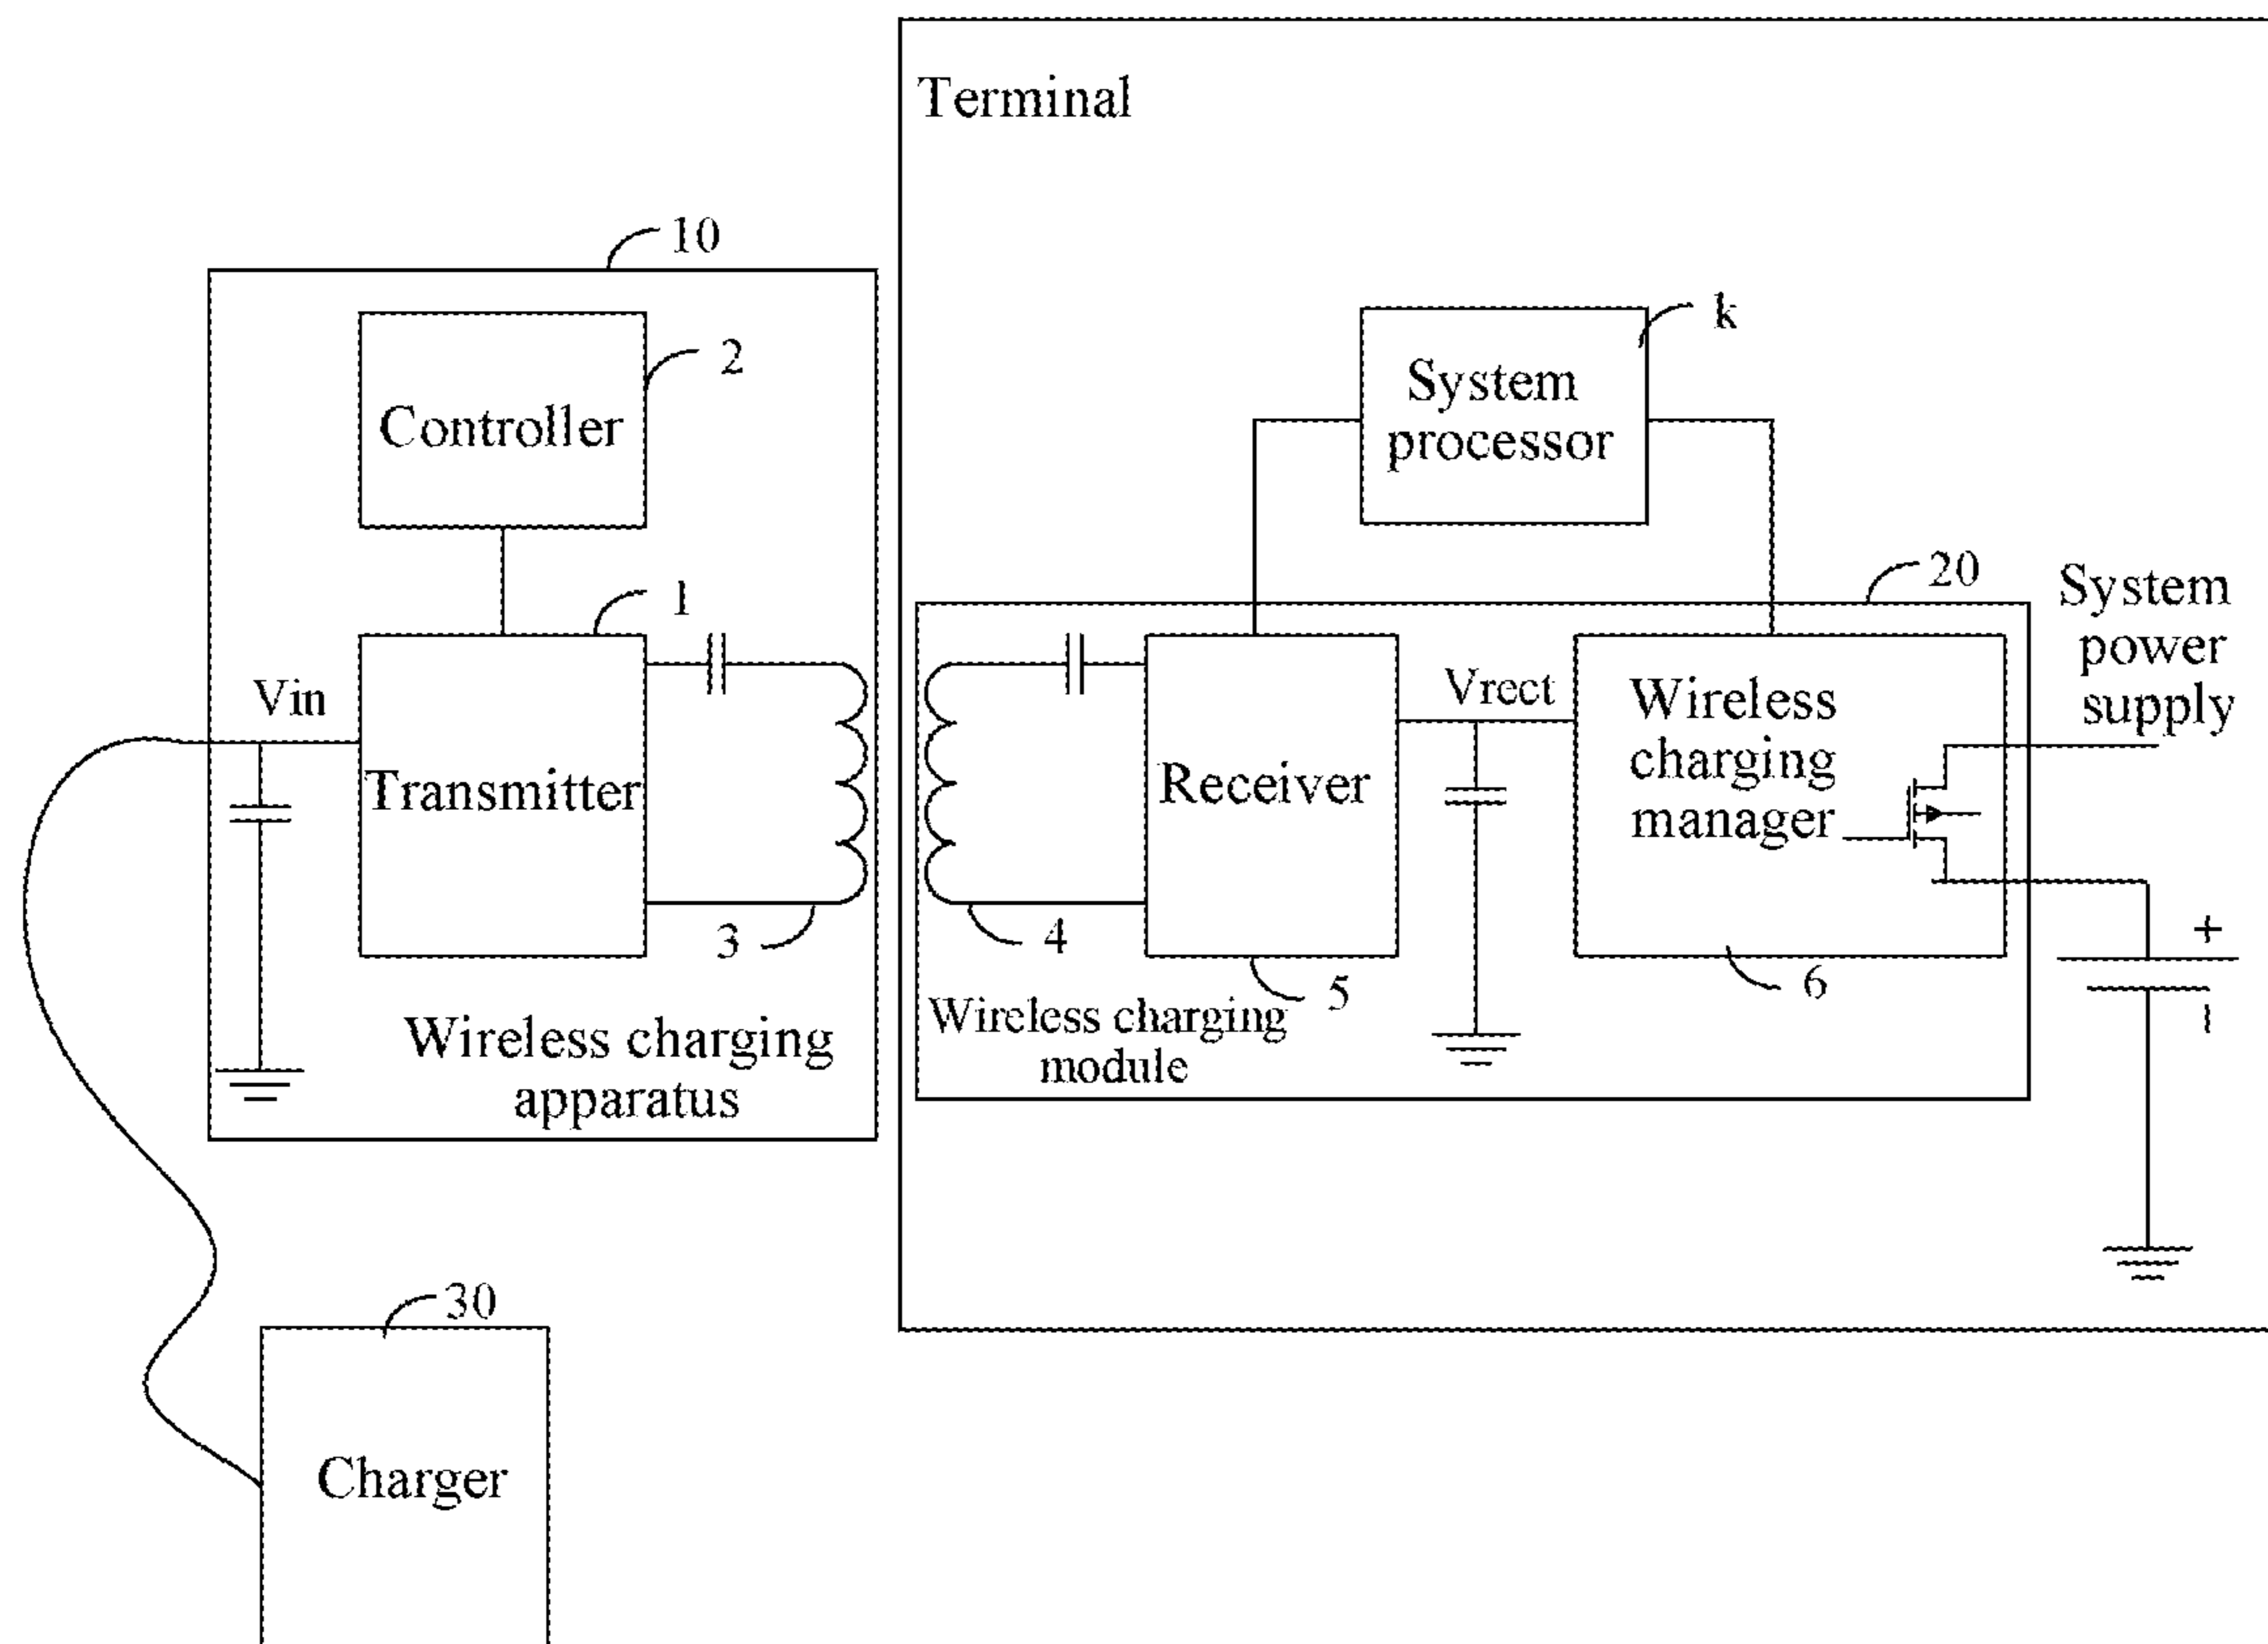 Terminal
10
k
2
System
processor
Controller
20
System
power
supply
1
Vin
Vrect
Wireless
charging
manager
Transmitter
Receiver
3
4
5
6
+
Wireless charging
module
Wireless charging
apparatus
30
Charger